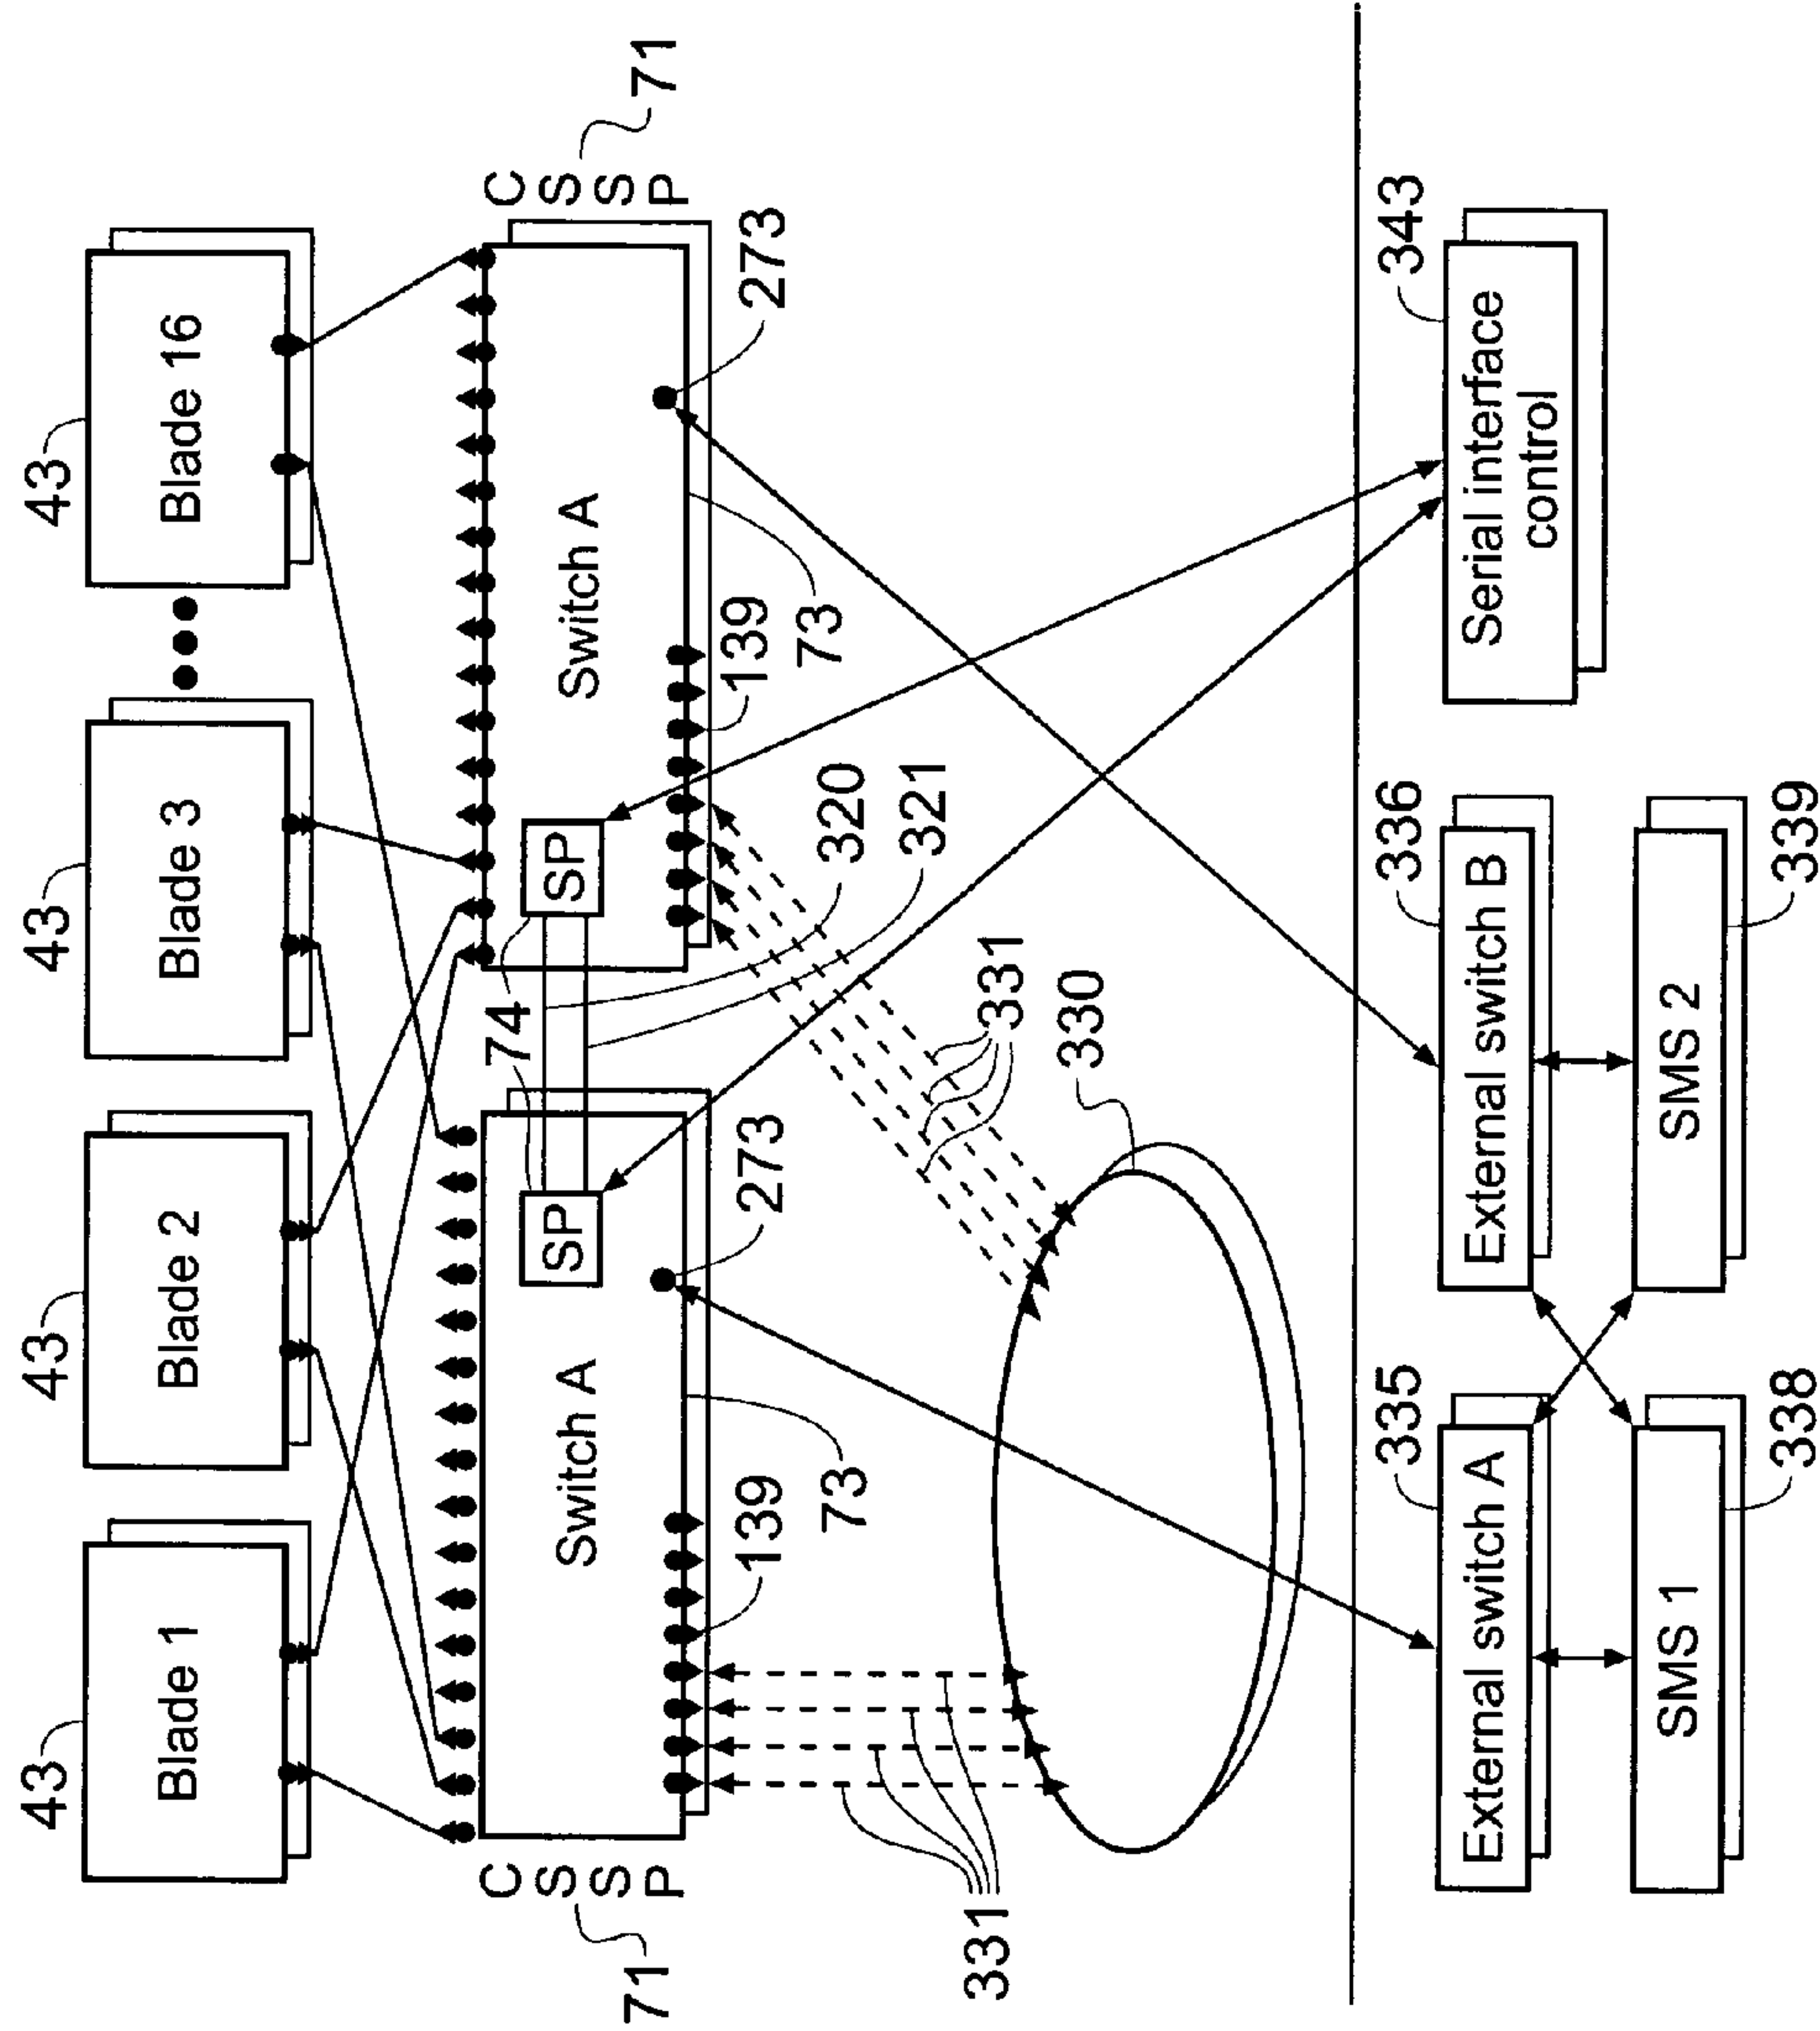 43
43
43
43
Blade 1
Blade 2
Blade 3
Blade 16
71
C
S
S
P
Switch A
SP
74
SP
Switch A
C
S
S
P
71
139
273
139
273
73
73
320
321
331
331
330
335
336
343
External switch A
External switch B
Serial interface
control
SMS 1
SMS 2
338
339